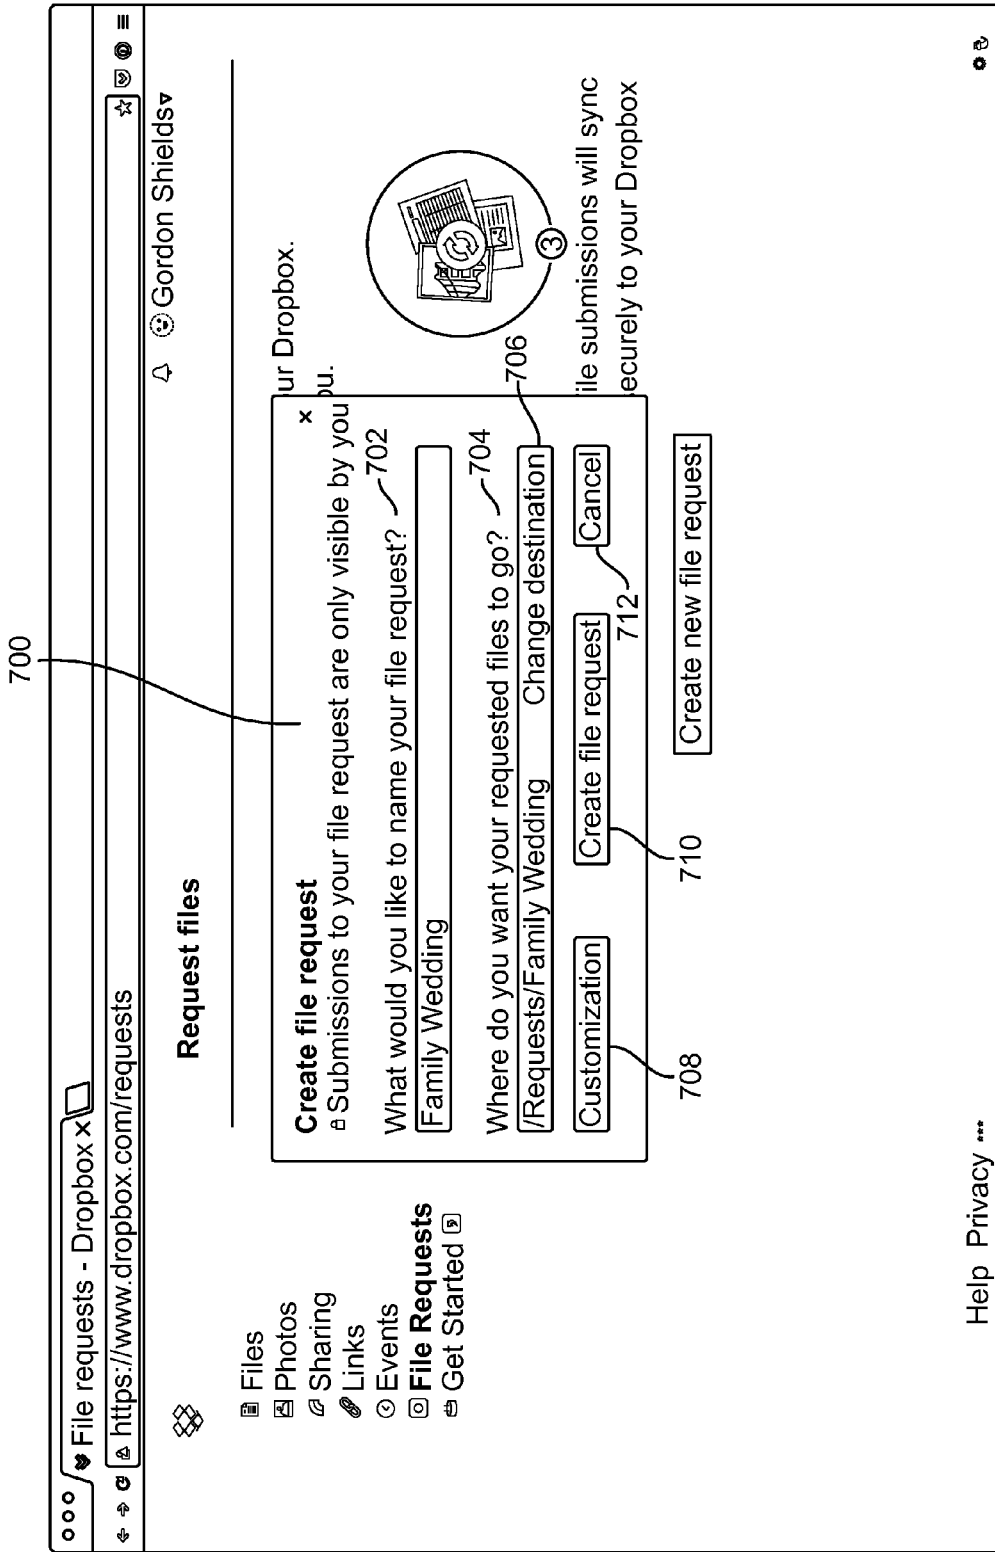 700
File requests - Dropbox X
https://www.dropbox.com/requests
Gordon Shields
Request files
Files
Photos
Sharing
Links
Events
File Requests
Get Started
ur Dropbox.
ou.
Create file request
x
Submissions to your file request are only visible by you
What would you like to name your file request?
702
Family Wedding
Where do you want your requested files to go?
704
/Requests/Family Wedding Change destination
706
Customization Create file request Cancel
708
710
712
3
ile submissions will sync
ecurely to your Dropbox
Create new file request
Help Privacy •••